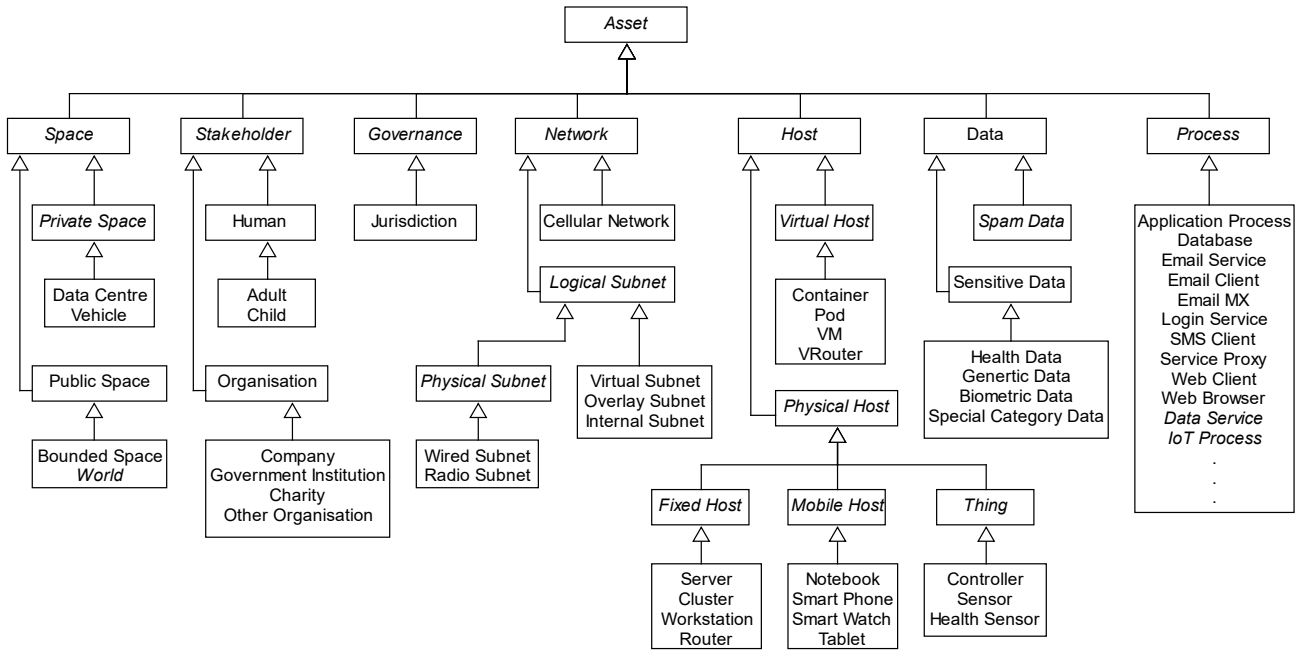 Asset
Space
Stakeholder
Governance
Network
Host
Data
Process
Private Space
Human
Jurisdiction
Cellular Network
Virtual Host
Spam Data
Application Process
Database
Email Service
Email Client
Email MX
Login Service
SMS Client
Service Proxy
Web Client
Web Browser
Data Service
IoT Process
.
.
.
Data Centre
Vehicle
Adult
Child
Logical Subnet
Container
Pod
VM
VRouter
Sensitive Data
Public Space
Organisation
Physical Subnet
Virtual Subnet
Overlay Subnet
Internal Subnet
Physical Host
Health Data
Genertic Data
Biometric Data
Special Category Data
Bounded Space
World
Company
Government Institution
Charity
Other Organisation
Wired Subnet
Radio Subnet
Fixed Host
Mobile Host
Thing
Server
Cluster
Workstation
Router
Notebook
Smart Phone
Smart Watch
Tablet
Controller
Sensor
Health Sensor